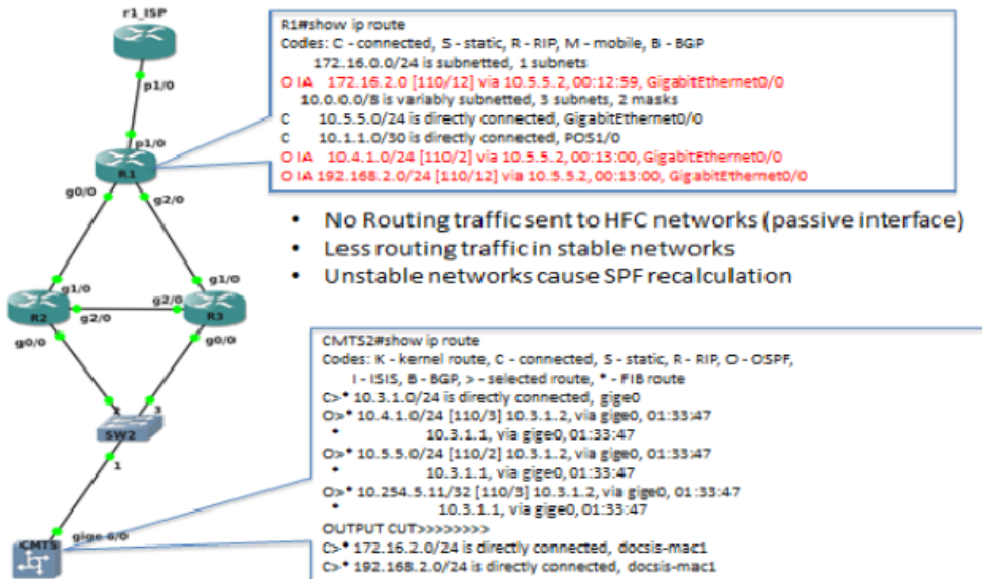 r1_ISP
p1/0
p1/0
R1
g0/0
g2/0
g1/0
g1/0
R2
g2/0
g2/0
R3
g0/0
g0/0
2
3
SW2
1
gige 6/0
CMTS
R1#show ip route
Codes: C - connected, S - static, R - RIP, M - mobile, B - BGP
172.16.0.0/24 is subnetted, 1 subnets
O IA 172.16.2.0 [110/12] via 10.5.5.2, 00:12:59, GigabitEthernet0/0
10.0.0.0/8 is variably subnetted, 3 subnets, 2 masks
C 10.5.5.0/24 is directly connected, GigabitEthernet0/0
C 10.1.1.0/30 is directly connected, POS1/0
O IA 10.4.1.0/24 [110/2] via 10.5.5.2, 00:13:00, GigabitEthernet0/0
O IA 192.168.2.0/24 [110/12] via 10.5.5.2, 00:13:00, GigabitEthernet0/0
• No Routing traffic sent to HFC networks (passive interface)
• Less routing traffic in stable networks
• Unstable networks cause SPF recalculation
CMTS2#show ip route
Codes: K - kernel route, C - connected, S - static, R - RIP, O - OSPF,
I - ISIS, B - BGP, > - selected route, * - FIB route
C>* 10.3.1.0/24 is directly connected, gige0
O>* 10.4.1.0/24 [110/3] 10.3.1.2, via gige0, 01:33:47
* 10.3.1.1, via gige0, 01:33:47
O>* 10.5.5.0/24 [110/2] 10.3.1.2, via gige0, 01:33:47
* 10.3.1.1, via gige0, 01:33:47
O>* 10.254.5.11/32 [110/3] 10.3.1.2, via gige0, 01:33:47
* 10.3.1.1, via gige0, 01:33:47
OUTPUT CUT>>>>>>>>
C>* 172.16.2.0/24 is directly connected, docsis-mac1
C>* 192.168.2.0/24 is directly connected, docsis-mac1